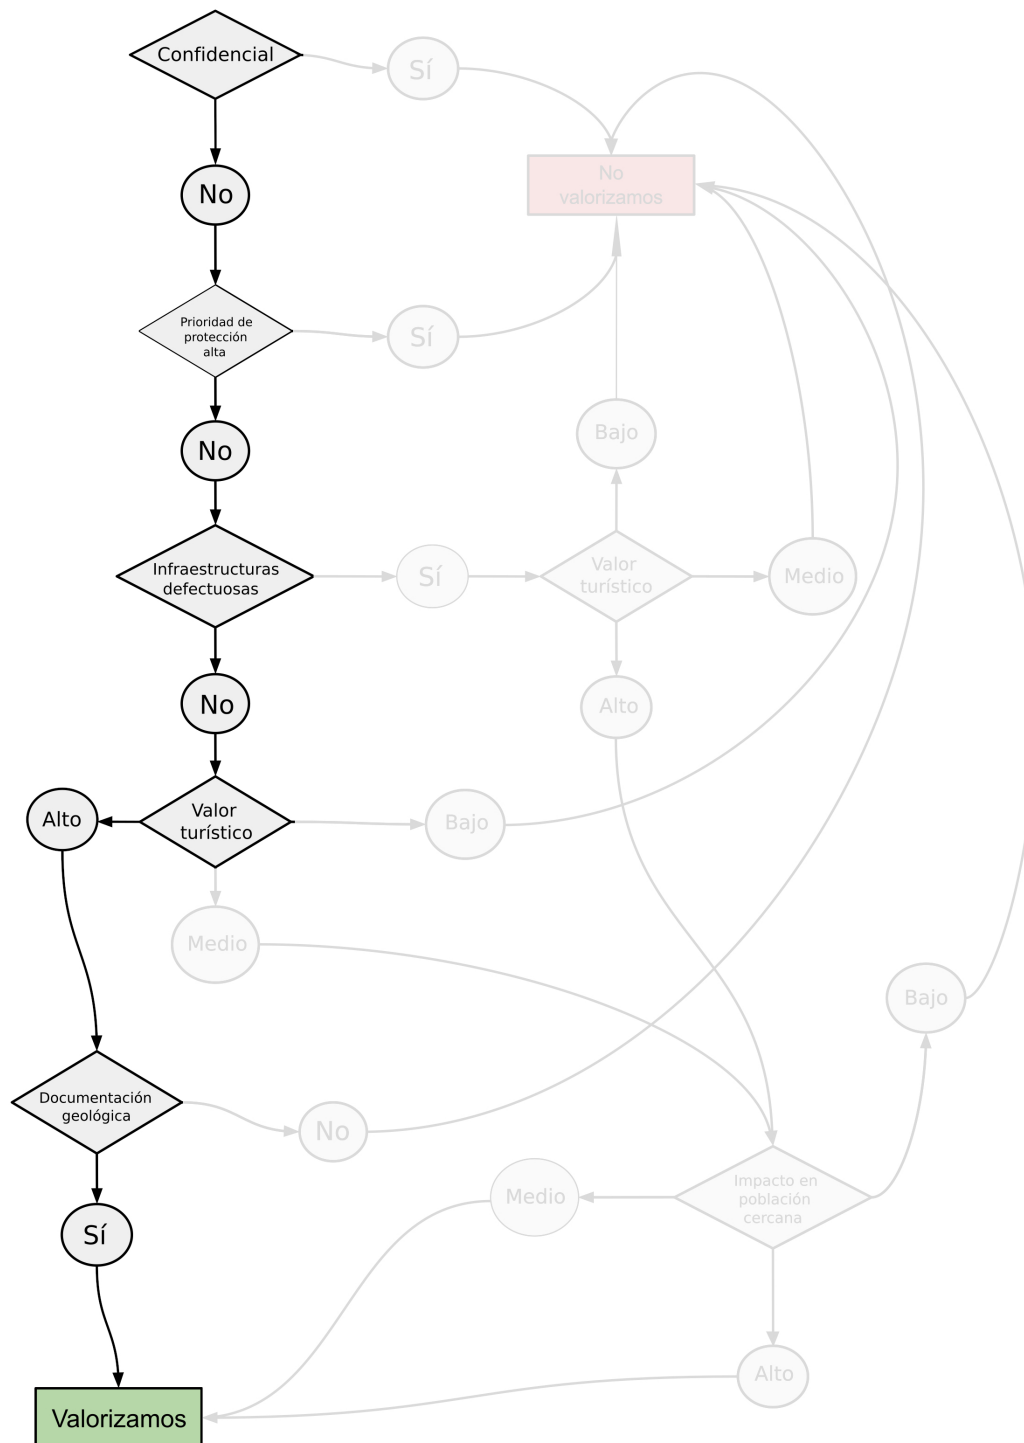 Confidencial
Sí
No
valorizamos
No
Prioridad de
protección
alta
Sí
Bajo
No
Infraestructuras
defectuosas
Sí
Valor
turístico
Medio
No
Alto
Alto
Valor
turístico
Bajo
Medio
Bajo
Documentación
geológica
No
Medio
Impacto en
población
cercana
Sí
Alto
Valorizamos